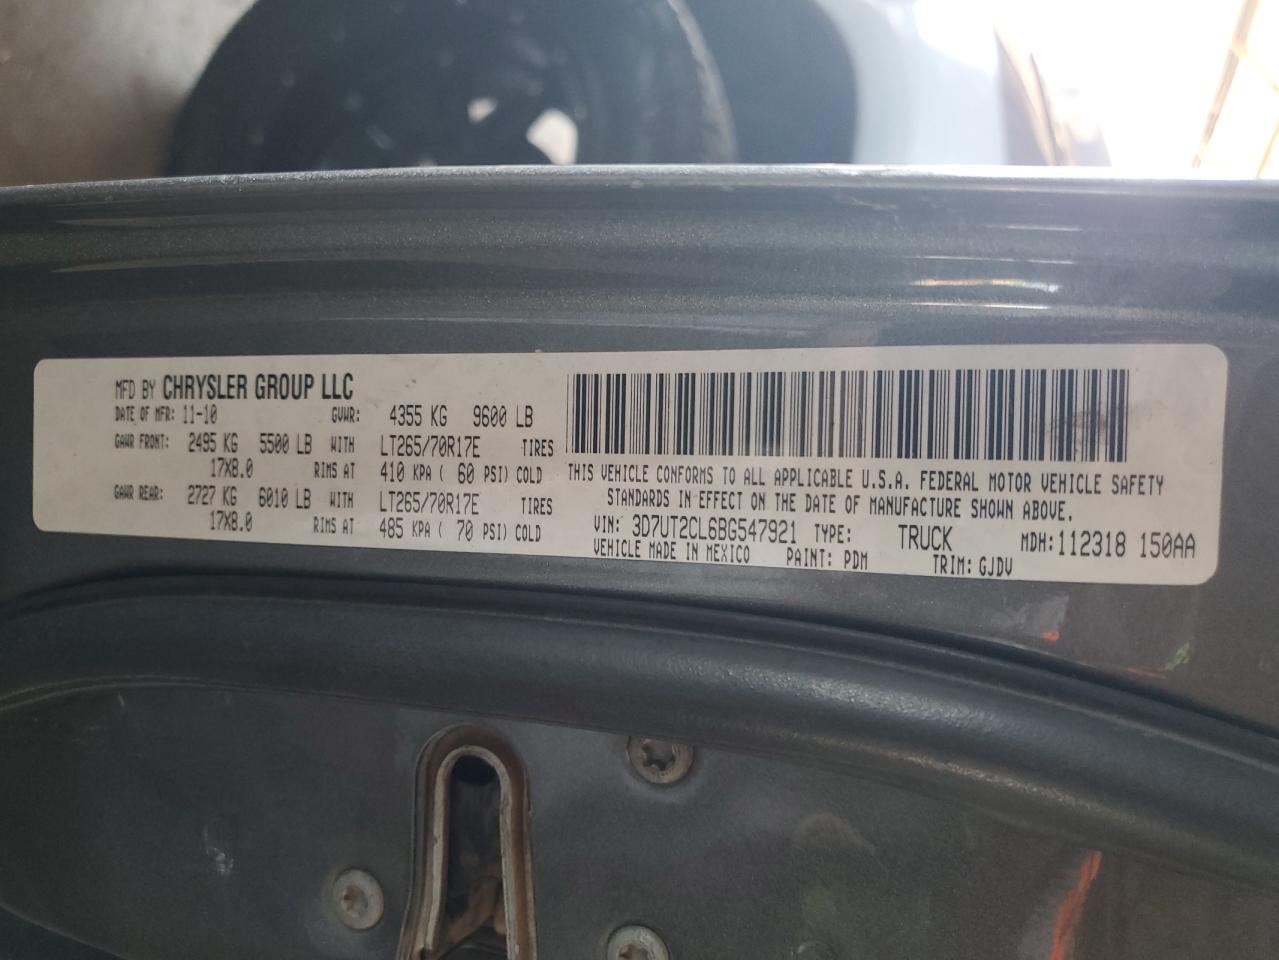 MFD BY CHRYSLER GROUP LLC
DATE OF MFR: 11-10 GVWR: 4355 KG 9600 LB
GAWR FRONT: 2495 KG 5500 LB WITH LT265/70R17E TIRES
17X8.0 RIMS AT 410 KPA ( 60 PSI) COLD
GAWR REAR: 2727 KG 6010 LB WITH LT265/70R17E TIRES
17X8.0 RIMS AT 485 KPA ( 70 PSI) COLD
THIS VEHICLE CONFORMS TO ALL APPLICABLE U.S.A. FEDERAL MOTOR VEHICLE SAFETY
STANDARDS IN EFFECT ON THE DATE OF MANUFACTURE SHOWN ABOVE.
VIN: 3D7UT2CL6BG547921 TYPE: TRUCK MDH: 112318 150AA
VEHICLE MADE IN MEXICO PAINT: PDM TRIM: GJDV